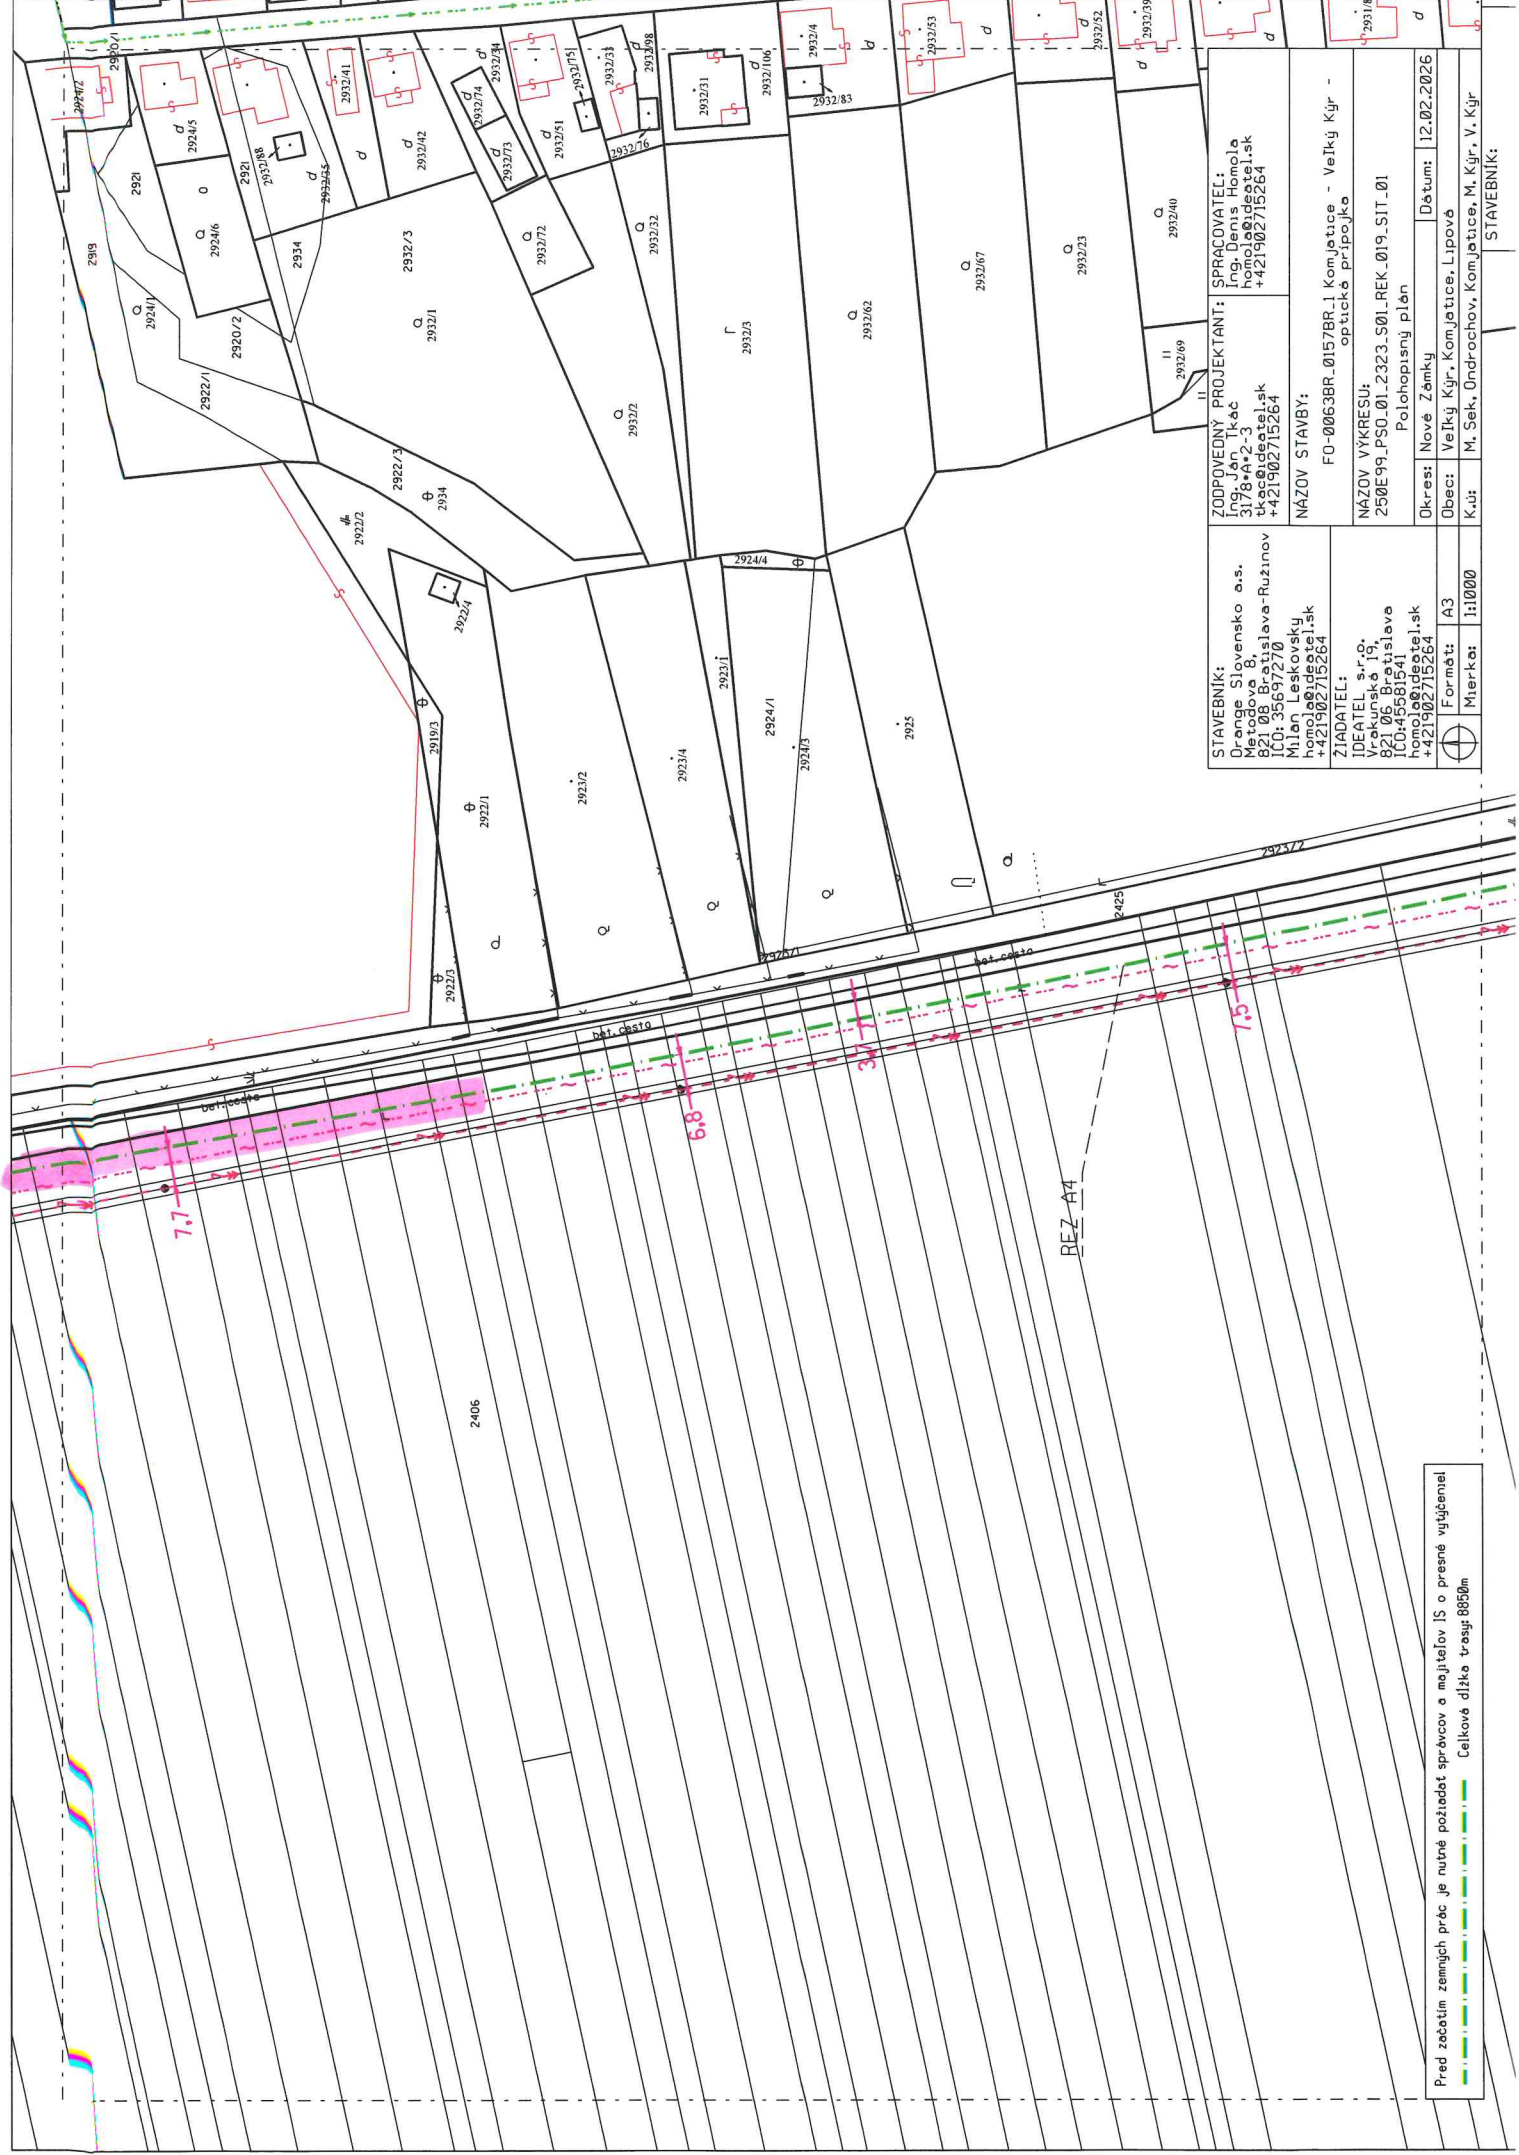 STAVEBNÍK:
Orange Slovensko a.s.
Metodova 8,
821 08 Bratislava-Ružinov
IČO: 35697270
Milan Leskovský
homola@ideatel.sk
+421902715264
ŽIADATEĽ:
IDEATEL s.r.o.
Vrakunská 19,
821 06 Bratislava
IČO:45581541
homola@ideatel.sk
+421902715264
Formát: A3
Mierka: 1:1000
ZODPOVEDNÝ PROJEKTANT:
Ing. Ján Tkáč
3178*A*2-3
tkac@ideatel.sk
+421902715264
SPRACOVATEĽ:
Ing. Denis Homola
homola@ideatel.sk
+421902715264
NÁZOV STAVBY:
FO-0063BR_0157BR_1 Komjatice - Veľký Kýr -
optická prípojka
NÁZOV VÝKRESU:
250E99_PS0_01_2323_S01_REK_019_SIT_01
Polohopisný plán
Okres: Nové Zámky
Dátum: 12.02.2026
Obec: Veľký Kýr, Komjatice, Lipová
K.ú: M. Sek, Ondrochov, Komjatice, M. Kýr, V. Kýr
STAVEBNÍK:
Pred začatím zemných prác je nutné požiadať správcov a majiteľov IS o presné vytýčenie!
Celková dĺžka trasy: 8850m
REZ A4
7,7
6,8
3,7
7,5
bet. cesta
bet. cesta
bet. cesta
2406
2425
2923/2
2925
2924/3
2924/1
2923/1
2924/4
2923/4
2923/2
2922/1
2922/3
2919/3
2922/4
2922/2
2922/3
2934
2922/1
2920/2
2924/1
2919
2921
2924/6
2924/5
2924/2
2920/1
2921
2934
2932/88
2932/35
2932/41
2932/42
2932/3
2932/1
2932/2
2932/72
2932/73
2932/74
2932/34
2932/51
2932/75
2932/33
2932/98
2932/76
2932/32
2932/31
2932/106
2932/3
2932/4
2932/83
2932/62
2932/53
2932/67
2932/52
2932/23
2932/39
2932/40
2932/69